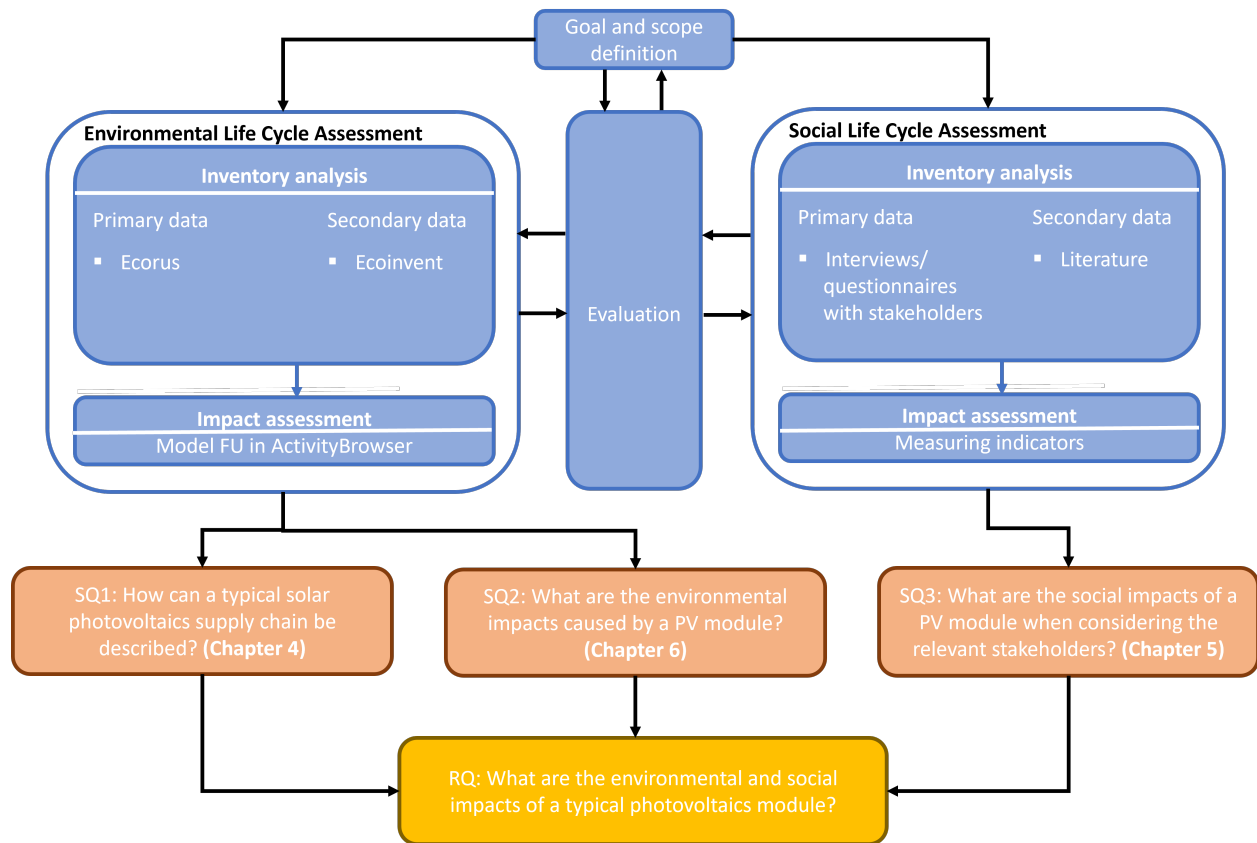 Goal and scope
definition
Environmental Life Cycle Assessment
Inventory analysis
Primary data
▪ Ecorus
Secondary data
▪ Ecoinvent
Impact assessment
Model FU in ActivityBrowser
Evaluation
Social Life Cycle Assessment
Inventory analysis
Primary data
▪ Interviews/
questionnaires
with stakeholders
Secondary data
▪ Literature
Impact assessment
Measuring indicators
SQ1: How can a typical solar
photovoltaics supply chain be
described? (Chapter 4)
SQ2: What are the environmental
impacts caused by a PV module?
(Chapter 6)
SQ3: What are the social impacts of a
PV module when considering the
relevant stakeholders? (Chapter 5)
RQ: What are the environmental and social
impacts of a typical photovoltaics module?